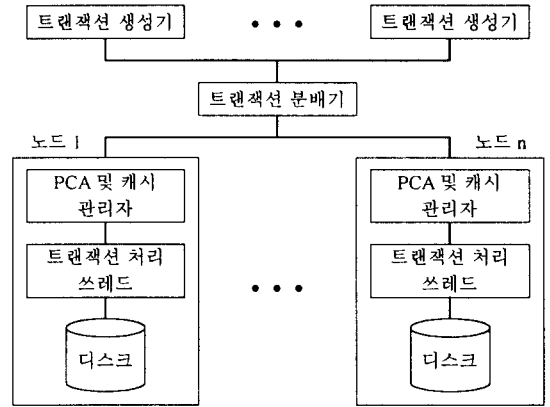 트랜잭션 생성기 • • • 트랜잭션 생성기
트랜잭션 분배기
노드 1 노드 n
PCA 및 캐시
관리자
PCA 및 캐시
관리자
트랜잭션 처리
쓰레드
• • •
트랜잭션 처리
쓰레드
디스크
디스크